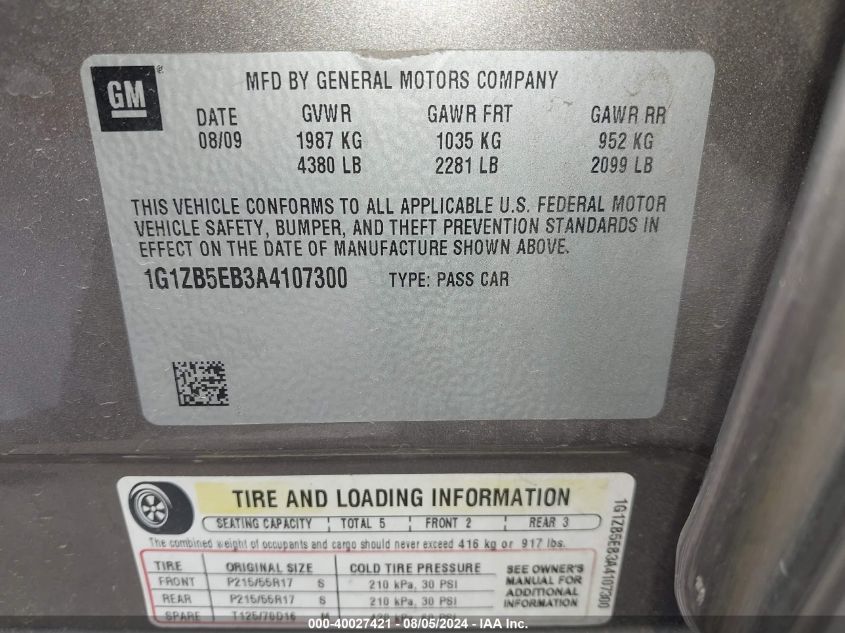 GM
MFD BY GENERAL MOTORS COMPANY
DATE GVWR GAWR FRT GAWR RR
08/09 1987 KG 1035 KG 952 KG
4380 LB 2281 LB 2099 LB
THIS VEHICLE CONFORMS TO ALL APPLICABLE U.S. FEDERAL MOTOR
VEHICLE SAFETY, BUMPER, AND THEFT PREVENTION STANDARDS IN
EFFECT ON THE DATE OF MANUFACTURE SHOWN ABOVE.
1G1ZB5EB3A4107300 TYPE: PASS CAR
TIRE AND LOADING INFORMATION
SEATING CAPACITY TOTAL 5 FRONT 2 REAR 3
The combined weight of occupants and cargo should never exceed 416 kg or 917 lbs.
TIRE ORIGINAL SIZE COLD TIRE PRESSURE
FRONT P215/55R17 S 210 kPa, 30 PSI
REAR P215/55R17 S 210 kPa, 30 PSI
SPARE T125/70D16 M
SEE OWNER'S
MANUAL FOR
ADDITIONAL
INFORMATION
1G1ZB5EB3A4107300
COPART - 40027421 - 08/05/2024 - IAA Inc.